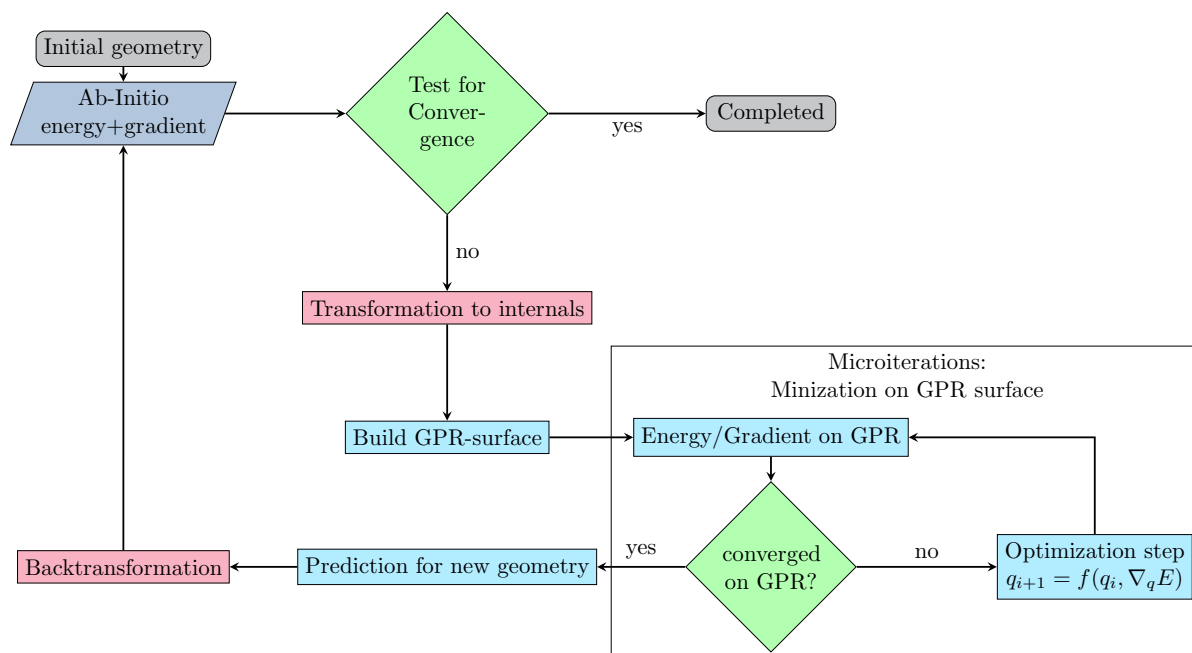 Initial geometry
Ab-Initio
energy+gradient
Test for
Conver-
gence
yes
Completed
no
Transformation to internals
Microiterations:
Minization on GPR surface
Build GPR-surface
Energy/Gradient on GPR
converged
on GPR?
yes
no
Optimization step
$q_{i+1} = f(q_i, \nabla_q E)$
Prediction for new geometry
Backtransformation